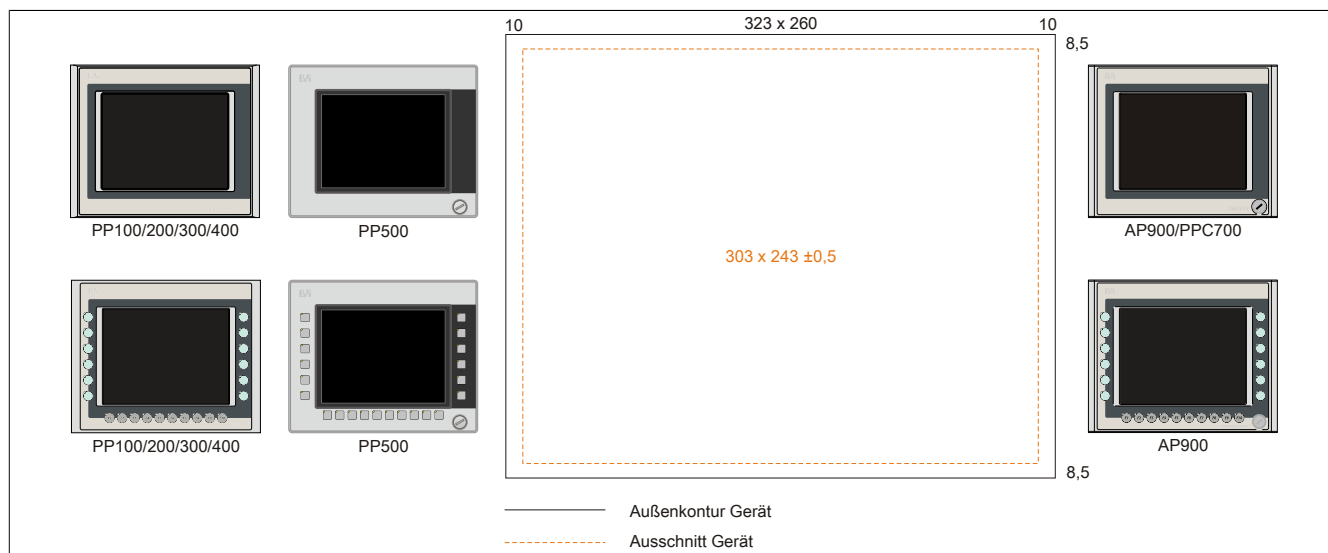 10
323 x 260
10
8,5
PP100/200/300/400
PP500
AP900/PPC700
303 x 243 ±0,5
PP100/200/300/400
PP500
AP900
8,5
Außenkontur Gerät
Ausschnitt Gerät